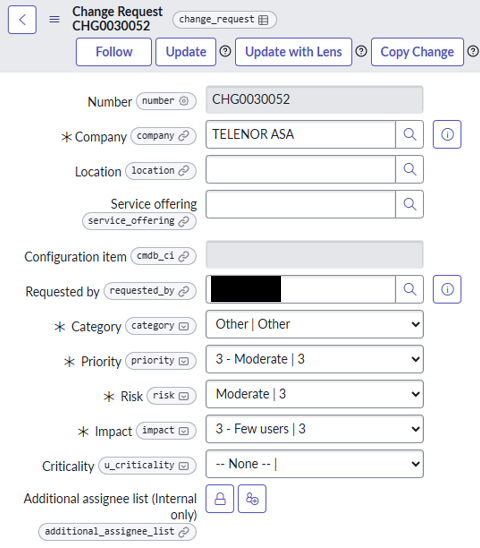 Change Request
CHG0030052
change_request
Follow
Update
Update with Lens
Copy Change
Number number
CHG0030052
* Company company
TELENOR ASA
Location location
Service offering
service_offering
Configuration item cmdb_ci
Requested by requested_by
* Category category
Other | Other
* Priority priority
3 - Moderate | 3
* Risk risk
Moderate | 3
* Impact impact
3 - Few users | 3
Criticality u_criticality
-- None -- |
Additional assignee list (Internal
only)
additional_assignee_list